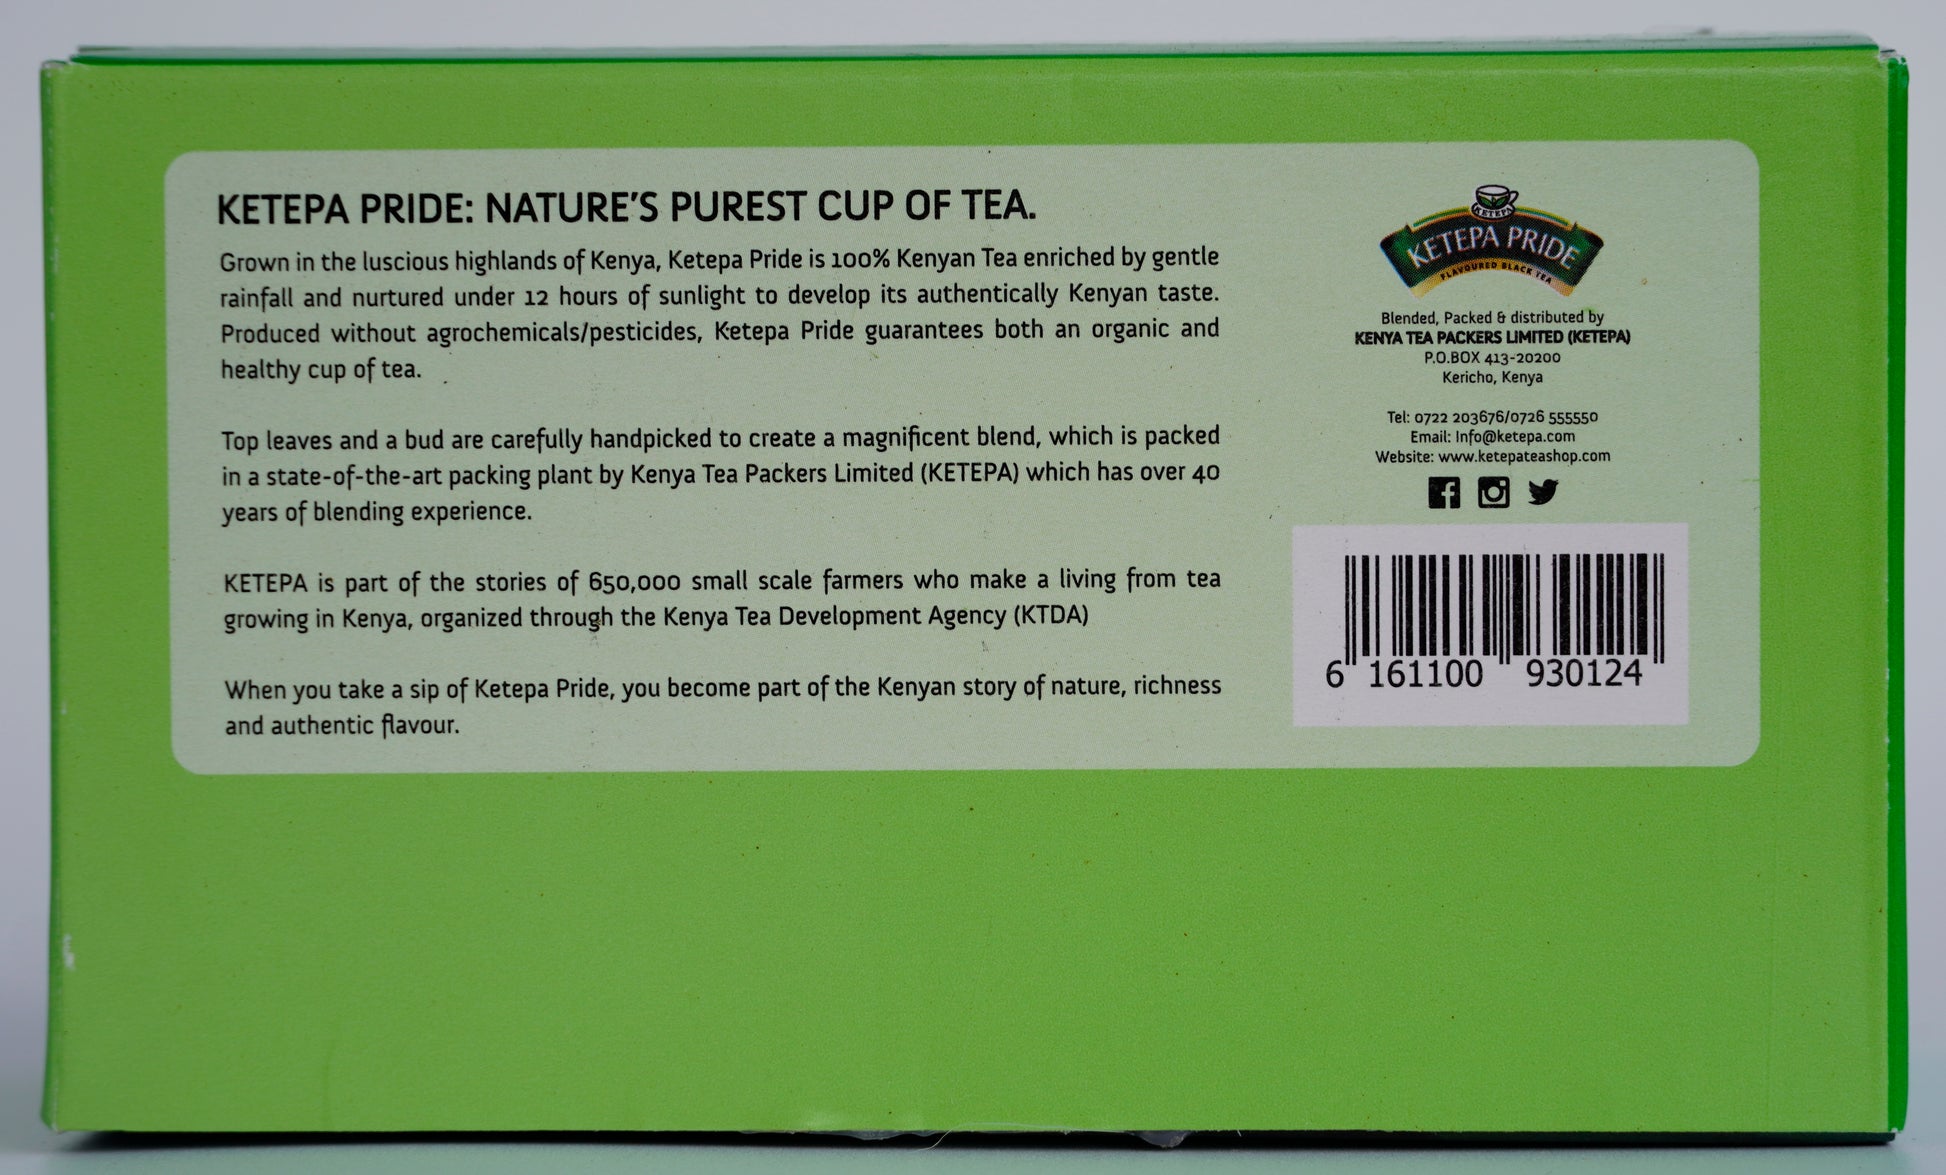 KETEPA PRIDE: NATURE'S PUREST CUP OF TEA.
Grown in the luscious highlands of Kenya, Ketepa Pride is 100% Kenyan Tea enriched by gentle
rainfall and nurtured under 12 hours of sunlight to develop its authentically Kenyan taste.
Produced without agrochemicals/pesticides, Ketepa Pride guarantees both an organic and
healthy cup of tea.
Top leaves and a bud are carefully handpicked to create a magnificent blend, which is packed
in a state-of-the-art packing plant by Kenya Tea Packers Limited (KETEPA) which has over 40
years of blending experience.
KETEPA is part of the stories of 650,000 small scale farmers who make a living from tea
growing in Kenya, organized through the Kenya Tea Development Agency (KTDA)
When you take a sip of Ketepa Pride, you become part of the Kenyan story of nature, richness
and authentic flavour.
KETEPA
KETEPA PRIDE
FLAVOURED BLACK TEA
Blended, Packed & distributed by
KENYA TEA PACKERS LIMITED (KETEPA)
P.O.BOX 413-20200
Kericho, Kenya
Tel: 0722 203676/0726 555550
Email: Info@ketepa.com
Website: www.ketepateashop.com
6 161100 930124